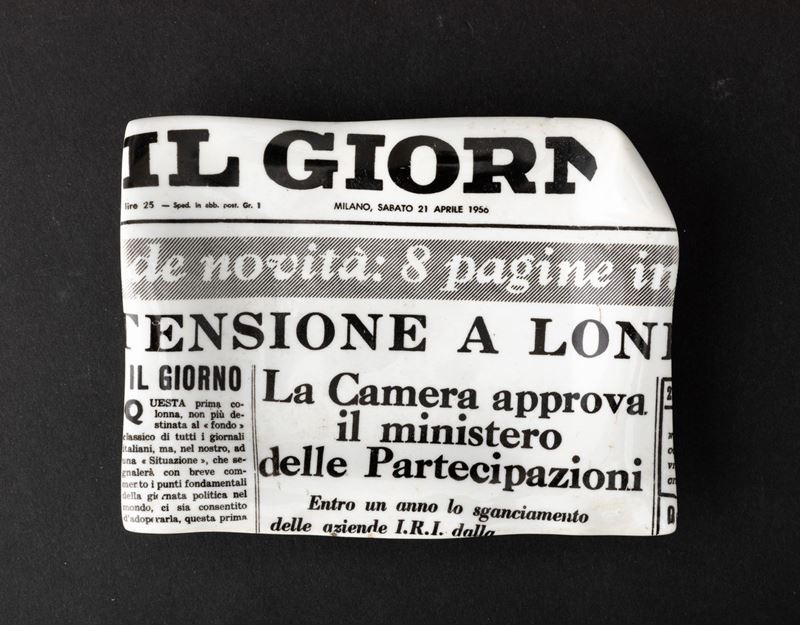 IL GIORN
lire 25 — Sped. in abb. post. Gr. 1
MILANO, SABATO 21 APRILE 1956
de novità: 8 pagine in
TENSIONE A LON
IL GIORNO
QUESTA prima co-
lonna, non più de-
stinata al « fondo »
classico di tutti i giornali
italiani, ma, nel nostro, ad
una « Situazione », che se-
gnalerà con breve com-
mento i punti fondamentali
della giornata politica nel
mondo, ci sia consentito
d'adoperarla, questa prima
La Camera approva
il ministero
delle Partecipazioni
Entro un anno lo sganciamento
delle aziende I.R.I. dalla